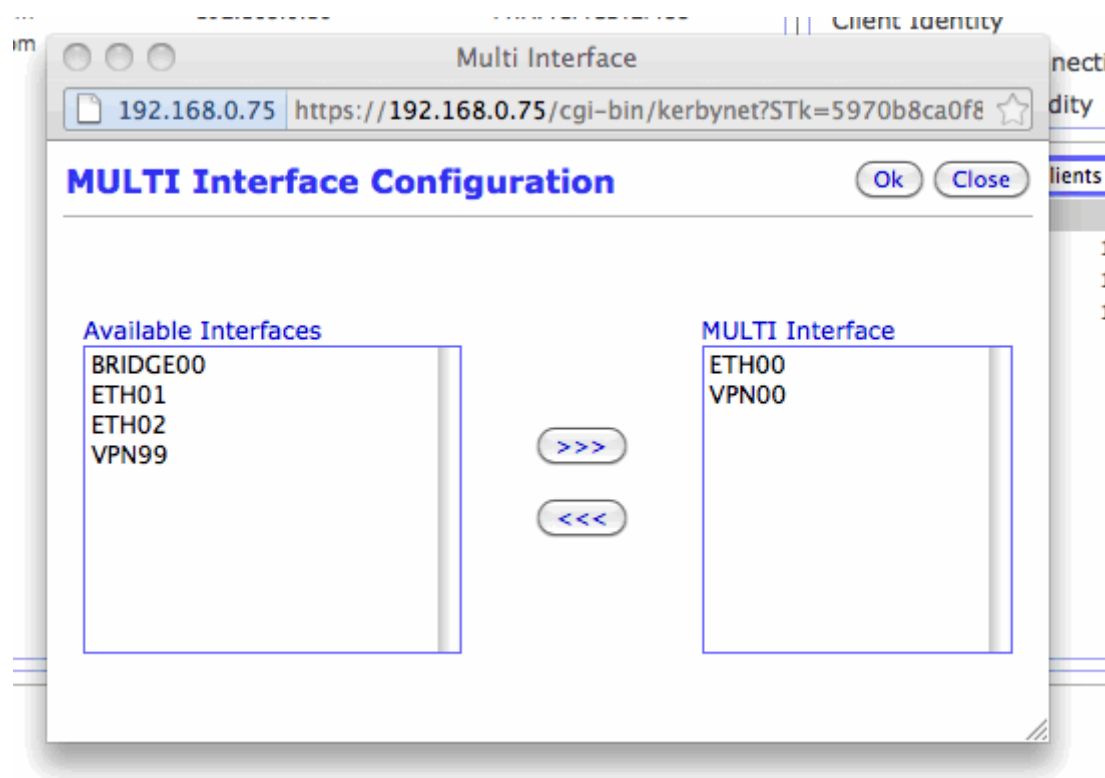 Client Identity
om
Multi Interface
192.168.0.75 https://192.168.0.75/cgi-bin/kerbynet?STk=5970b8ca0f8
MULTI Interface Configuration Ok Close
lients
Available Interfaces
BRIDGE00
ETH01
ETH02
VPN99
>>>
<<<
MULTI Interface
ETH00
VPN00